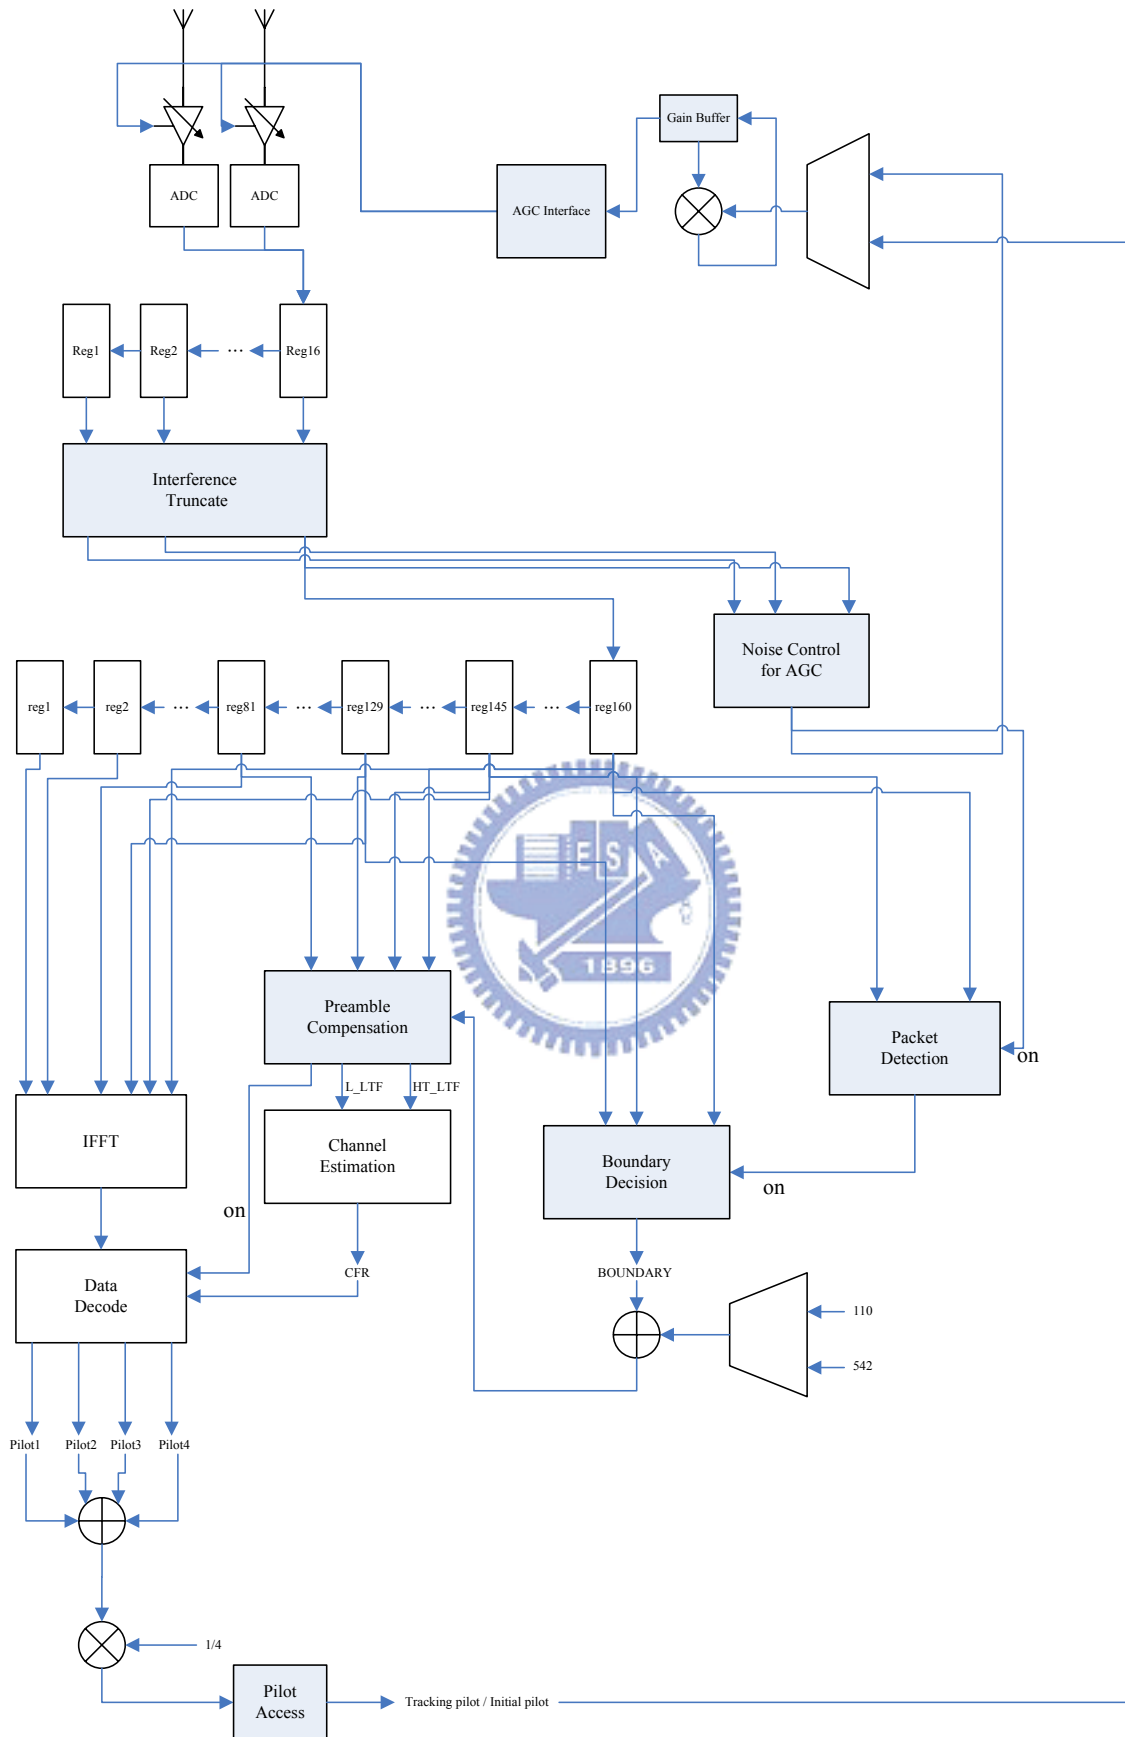 Gain Buffer
ADC
ADC
AGC Interface
Reg1
Reg2
...
Reg16
Interference
Truncate
Noise Control
for AGC
reg1
reg2
...
reg81
...
reg129
...
reg145
...
reg160
E S A
1896
Preamble
Compensation
Packet
Detection
on
L_LTF
HT_LTF
IFFT
Channel
Estimation
Boundary
Decision
on
on
Data
Decode
CFR
BOUNDARY
110
542
Pilot1
Pilot2
Pilot3
Pilot4
1/4
Pilot
Access
Tracking pilot / Initial pilot